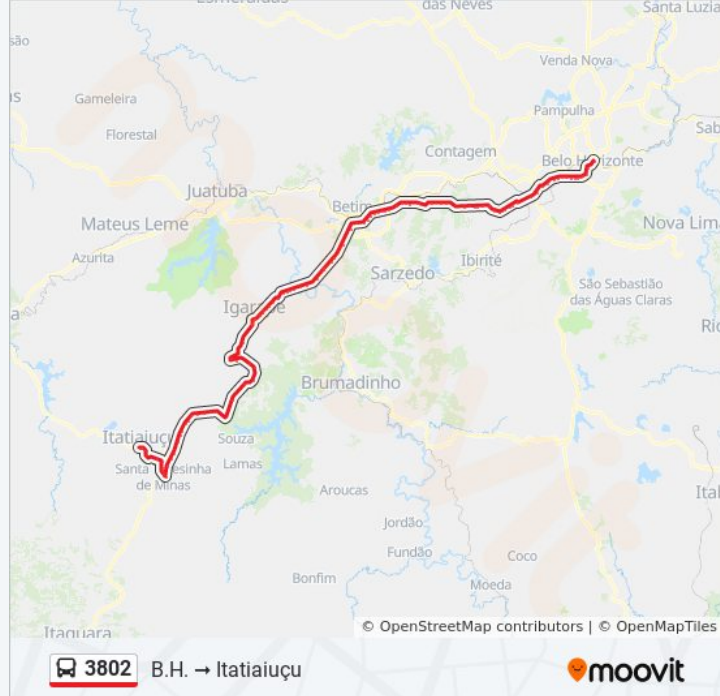 Esmeraldas
das Neves
Santa Luzia
são
Venda Nova
Gameleira
Pampulha
Florestal
Sab
Contagem
Belo Horizonte
Juatuba
Betim
Mateus Leme
Nova Lima
Azurita
Ibirité
Sarzedo
São Sebastião
das Águas Claras
Igarapé
Rio
Brumadinho
Itatiaiuçu
Souza
Santa Teresinha
de Minas
Lamas
Aroucas
Ital
Jordão
Fundão
Coco
Bonfim
Moeda
Itaguara
© OpenStreetMap contributors | © OpenMapTiles
3802 B.H. → Itatiaiuçu
moovit